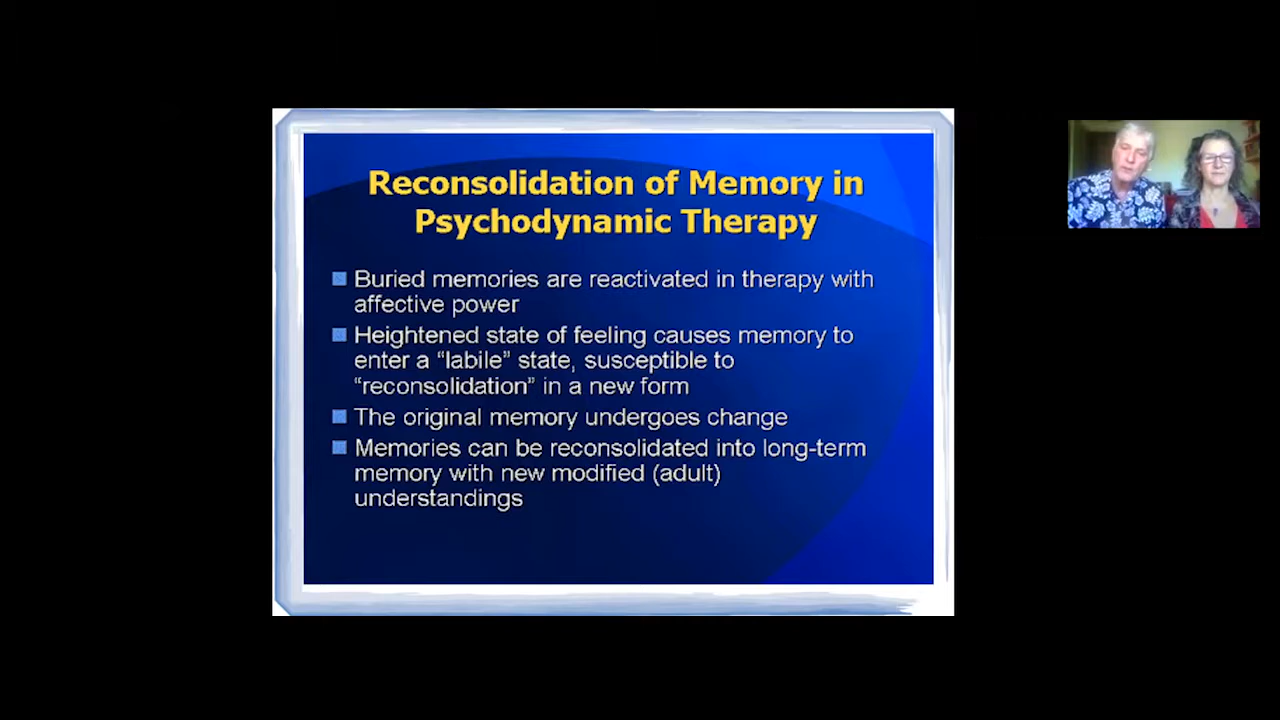 Reconsolidation of Memory in
Psychodynamic Therapy
Buried memories are reactivated in therapy with
affective power
Heightened state of feeling causes memory to
enter a “labile” state, susceptible to
“reconsolidation” in a new form
The original memory undergoes change
Memories can be reconsolidated into long-term
memory with new modified (adult)
understandings